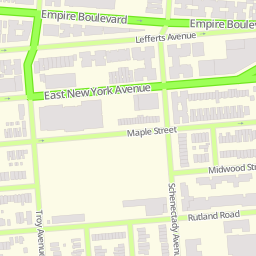 Empire Boulevard
Empire Boulev
Lefferts Avenue
East New York Avenue
Maple Street
Midwood St
Schenectady Aven
Troy Avenue
Rutland Road